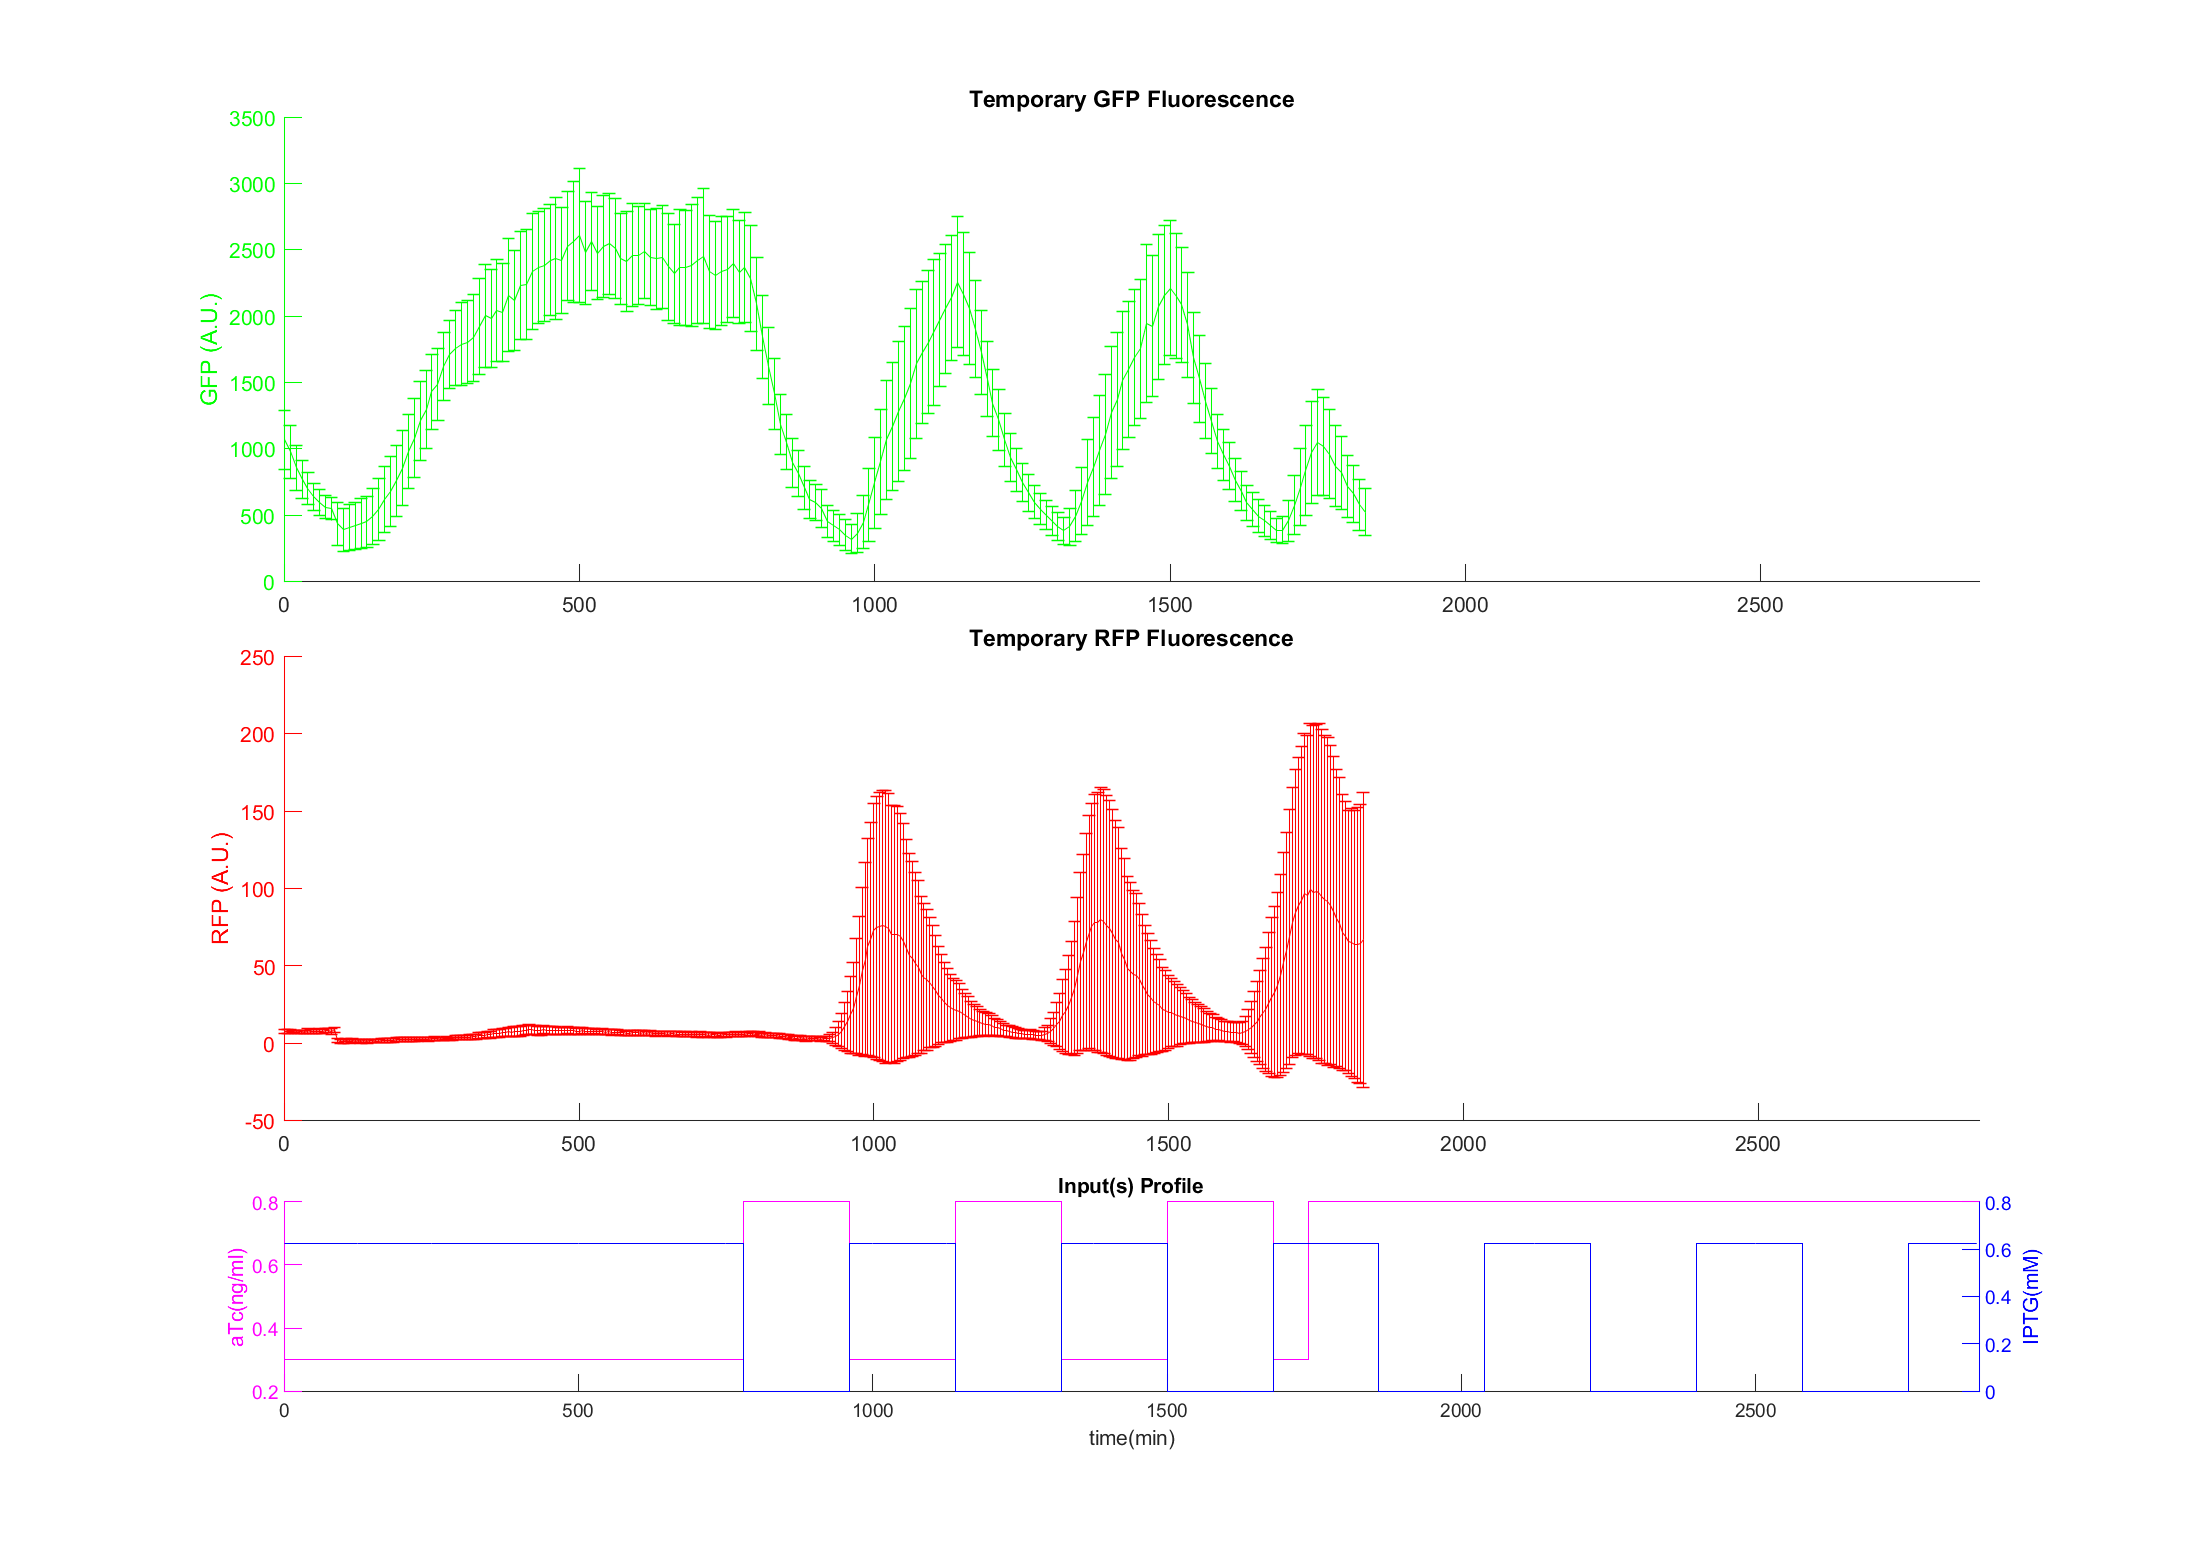 Temporary GFP Fluorescence
GFP (A.U.)
3500
3000
2500
2000
1500
1000
500
0
0 500 1000 1500 2000 2500
Temporary RFP Fluorescence
RFP (A.U.)
250
200
150
100
50
0
-50
0 500 1000 1500 2000 2500
Input(s) Profile
aTc(ng/ml)
0.8
0.6
0.4
0.2
0.8
0.6
0.4
0.2
0
IPTG(mM)
0 500 1000 1500 2000 2500
time(min)